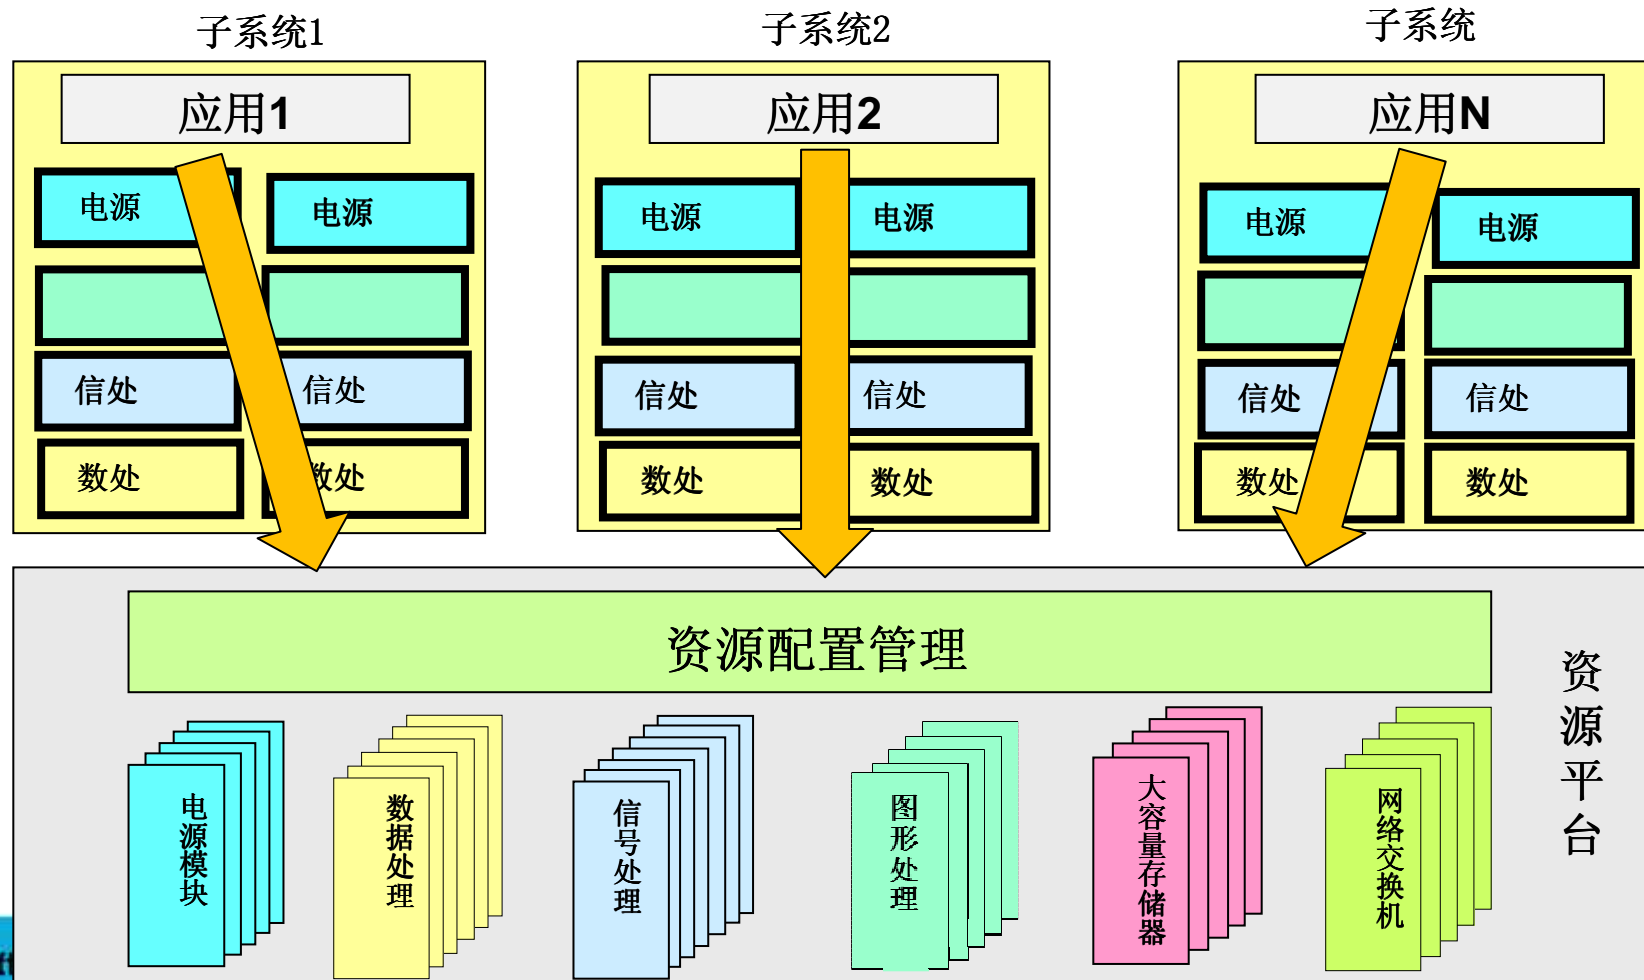 子系统1
子系统2
子系统
应用1
应用2
应用N
电源
电源
电源
电源
电源
电源
信处
信处
信处
信处
信处
信处
数处
数处
数处
数处
数处
数处
资源配置管理
资源平台
电源模块
数据处理
信号处理
图形处理
大容量存储器
网络交换机